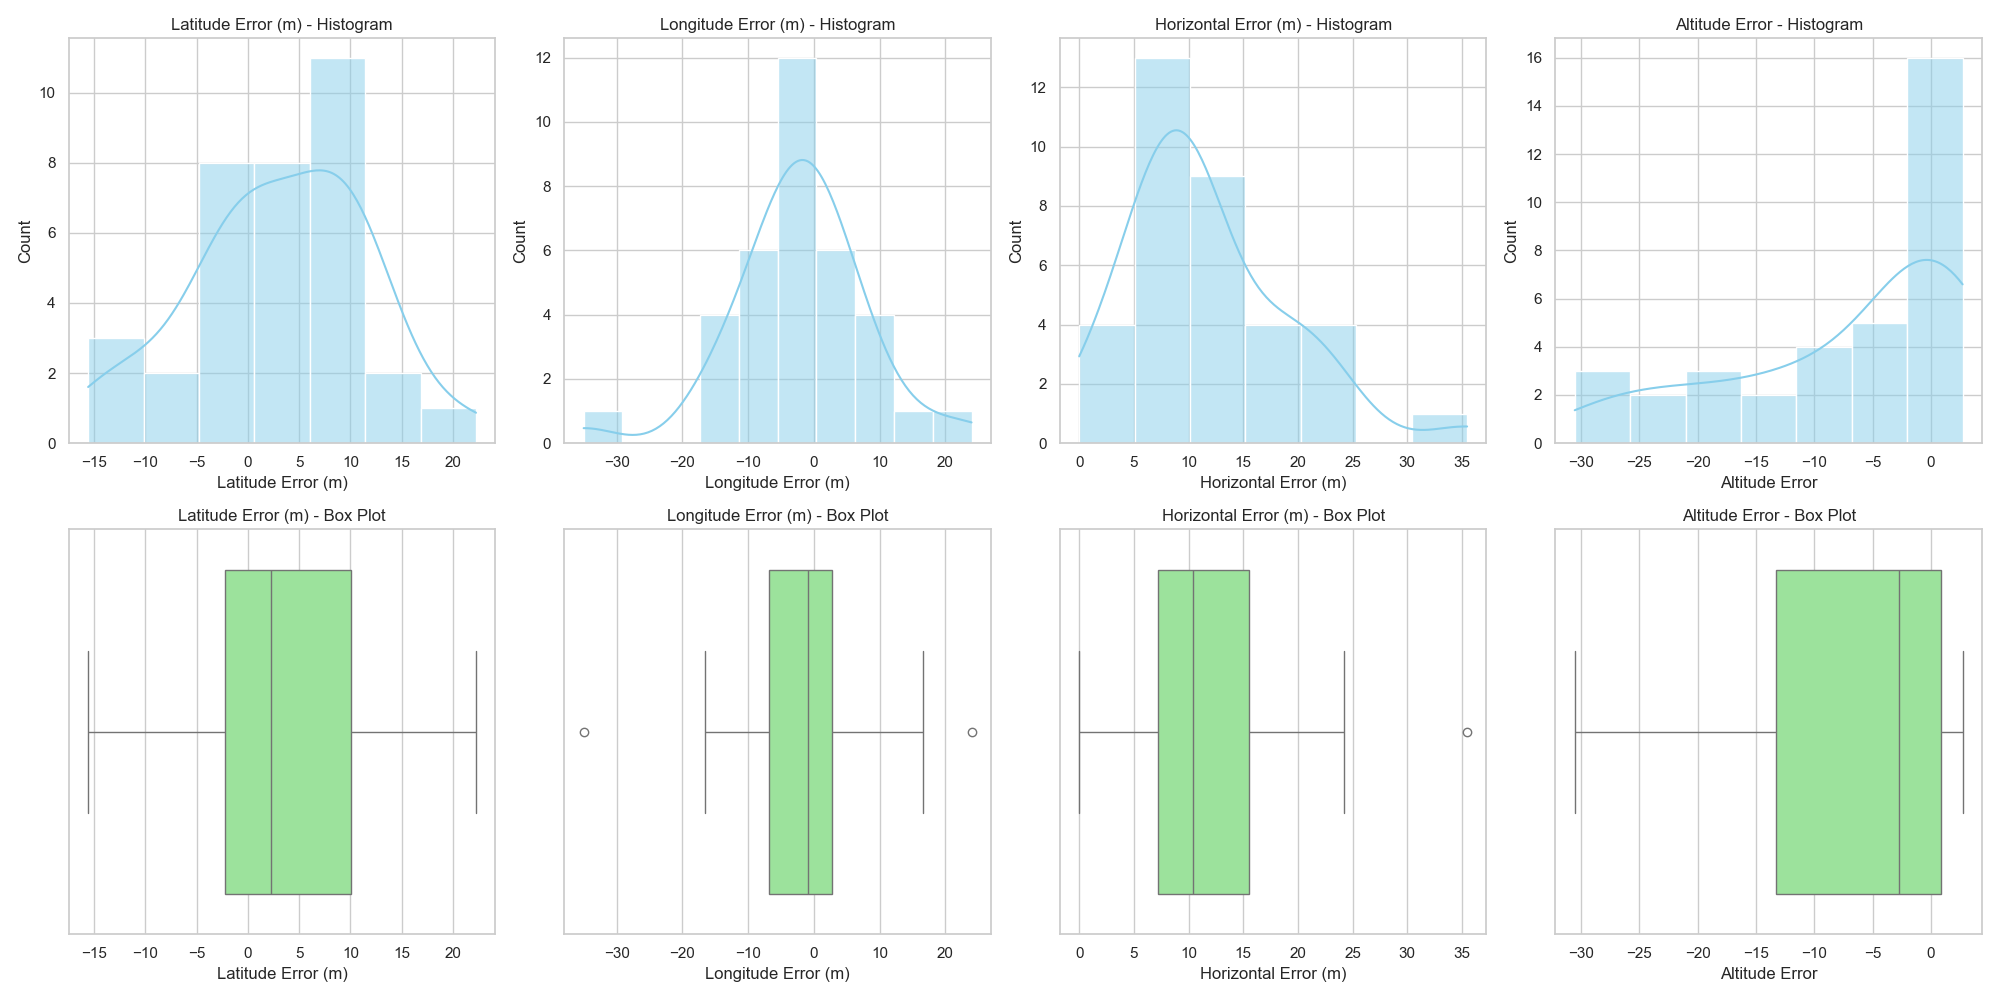 Latitude Error (m) - Histogram
Count
10
8
6
4
2
0
−15 −10 −5 0 5 10 15 20
Latitude Error (m)
Longitude Error (m) - Histogram
Count
12
10
8
6
4
2
0
−30 −20 −10 0 10 20
Longitude Error (m)
Horizontal Error (m) - Histogram
Count
12
10
8
6
4
2
0
0 5 10 15 20 25 30 35
Horizontal Error (m)
Altitude Error - Histogram
Count
16
14
12
10
8
6
4
2
0
−30 −25 −20 −15 −10 −5 0
Altitude Error
Latitude Error (m) - Box Plot
−15 −10 −5 0 5 10 15 20
Latitude Error (m)
Longitude Error (m) - Box Plot
−30 −20 −10 0 10 20
Longitude Error (m)
Horizontal Error (m) - Box Plot
0 5 10 15 20 25 30 35
Horizontal Error (m)
Altitude Error - Box Plot
−30 −25 −20 −15 −10 −5 0
Altitude Error